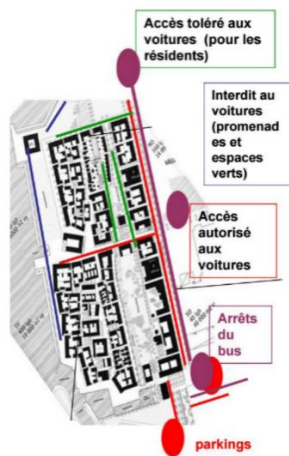 Accès toléré aux
voitures (pour les
résidents)
Interdit au
voitures
(promenad
es et
espaces
verts)
Accès
autorisé
aux
voitures
Arrêts
du
bus
parkings